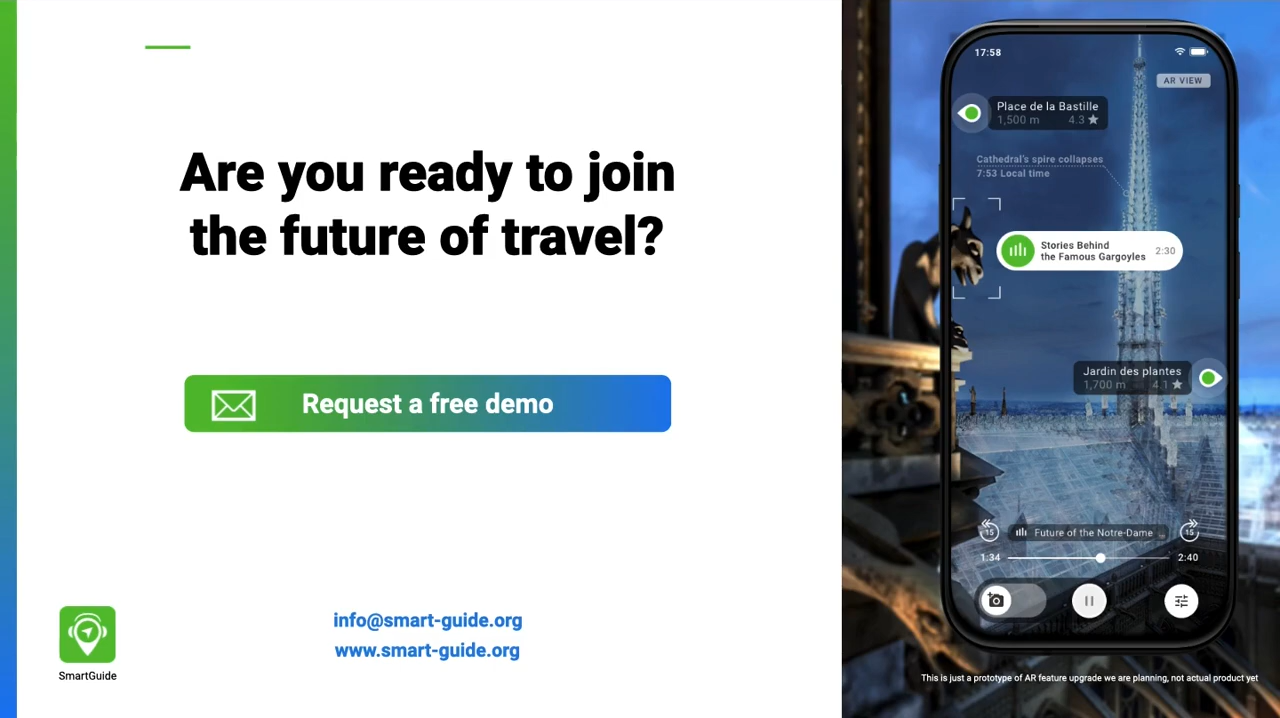 Are you ready to join
the future of travel?
Request a free demo
info@smart-guide.org
www.smart-guide.org
SmartGuide
17:58
AR VIEW
Place de la Bastille
1,500 m 4.3
Cathedral's spire collapses
7:53 Local time
Stories Behind
the Famous Gargoyles
2:30
Jardin des plantes
1,700 m 4.1
15
Future of the Notre-Dame ...
15
1:34
2:40
This is just a prototype of AR feature upgrade we are planning, not actual product yet